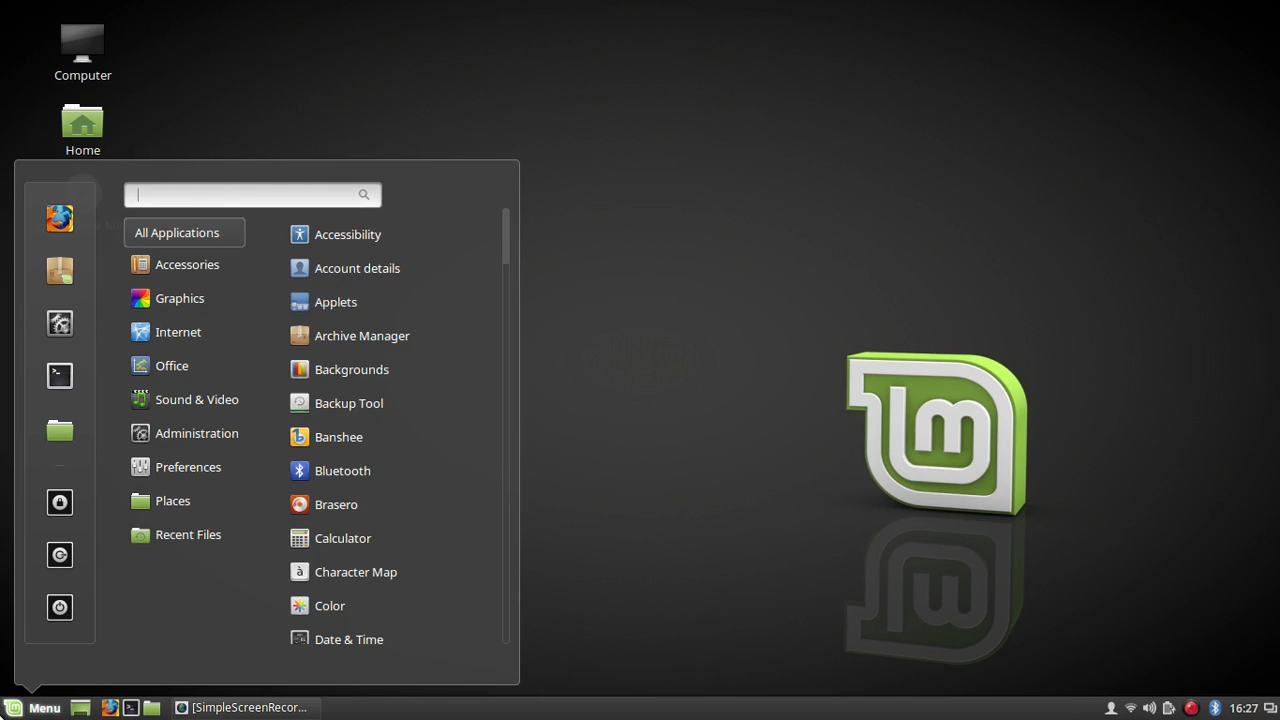 Computer
Home
All Applications
Accessories
Graphics
Internet
Office
Sound & Video
Administration
Preferences
Places
Recent Files
Accessibility
Account details
Applets
Archive Manager
Backgrounds
Backup Tool
Banshee
Bluetooth
Brasero
Calculator
Character Map
Color
Date & Time
Menu
[SimpleScreenRecor...
16:27